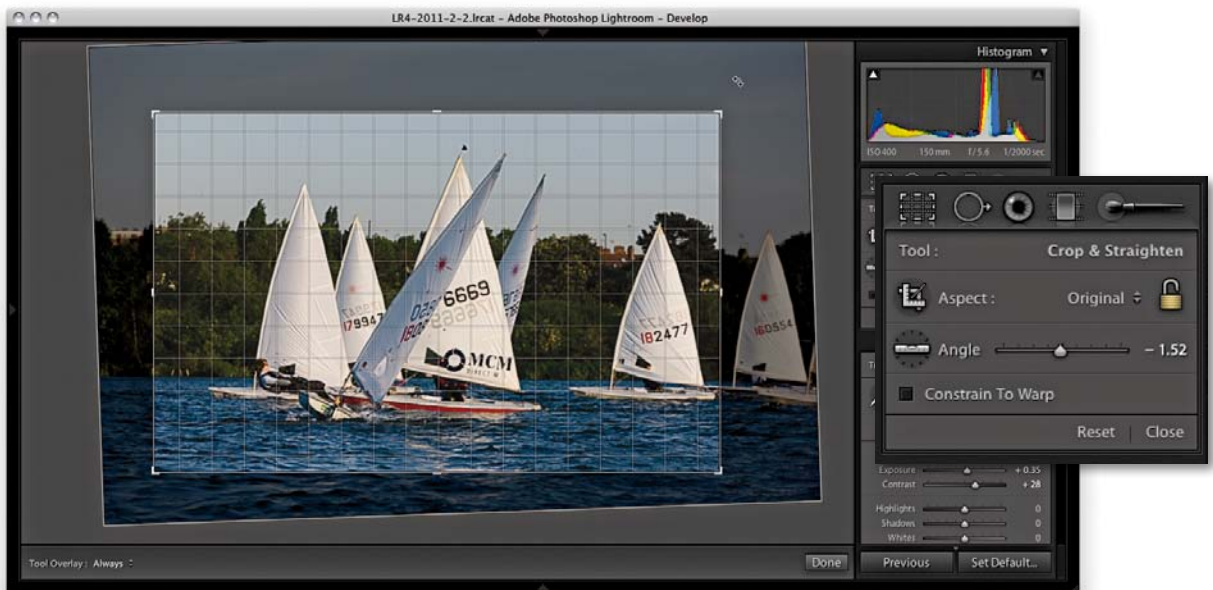 LR4-2011-2-2.lrcat – Adobe Photoshop Lightroom – Develop
Histogram
ISO 400 150 mm f / 5.6 1/2000 sec
Tool : Crop & Straighten
Aspect : Original
Angle – 1.52
Constrain To Warp
Reset | Close
6669
179947
182477
MCM
DIRECT
Exposure + 0.35
Contrast + 28
Highlights 0
Shadows 0
Whites 0
Tool Overlay : Always
Done
Previous Set Default...